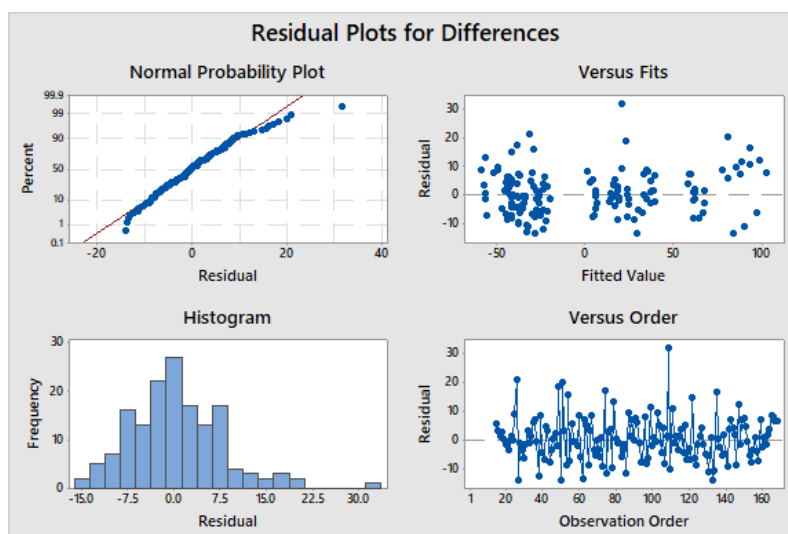 Residual Plots for Differences
Normal Probability Plot
99.9
99
90
50
10
1
0.1
Percent
-20 0 20 40
Residual
Versus Fits
30
20
10
0
-10
Residual
-50 0 50 100
Fitted Value
Histogram
30
20
10
0
Frequency
-15.0 -7.5 0.0 7.5 15.0 22.5 30.0
Residual
Versus Order
30
20
10
0
-10
Residual
1 20 40 60 80 100 120 140 160
Observation Order